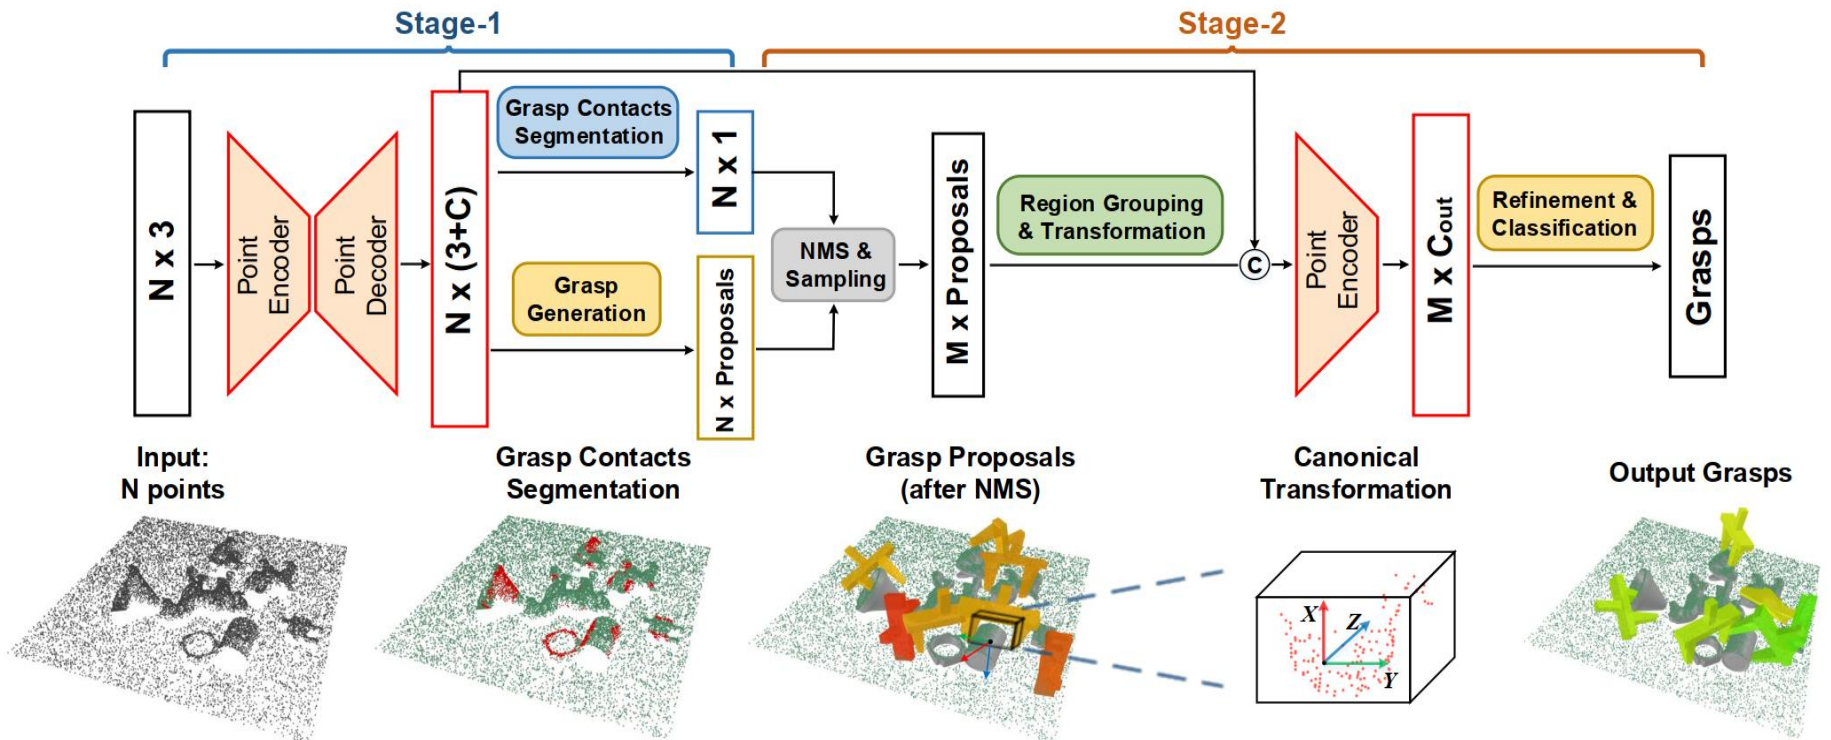 Stage-1
Stage-2
N x 3
Point
Encoder
Point
Decoder
N x (3+C)
Grasp Contacts
Segmentation
Grasp
Generation
N x 1
N x Proposals
NMS &
Sampling
M x Proposals
Region Grouping
& Transformation
C
Point
Encoder
M x Cout
Refinement &
Classification
Grasps
Input:
N points
Grasp Contacts
Segmentation
Grasp Proposals
(after NMS)
Canonical
Transformation
Output Grasps
X
Z
Y